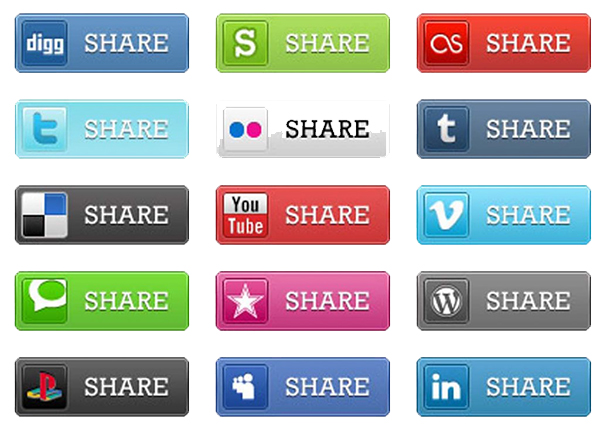 digg SHARE
S SHARE
as SHARE
t SHARE
SHARE
t SHARE
SHARE
You
Tube SHARE
v SHARE
SHARE
SHARE
W SHARE
SHARE
SHARE
in SHARE